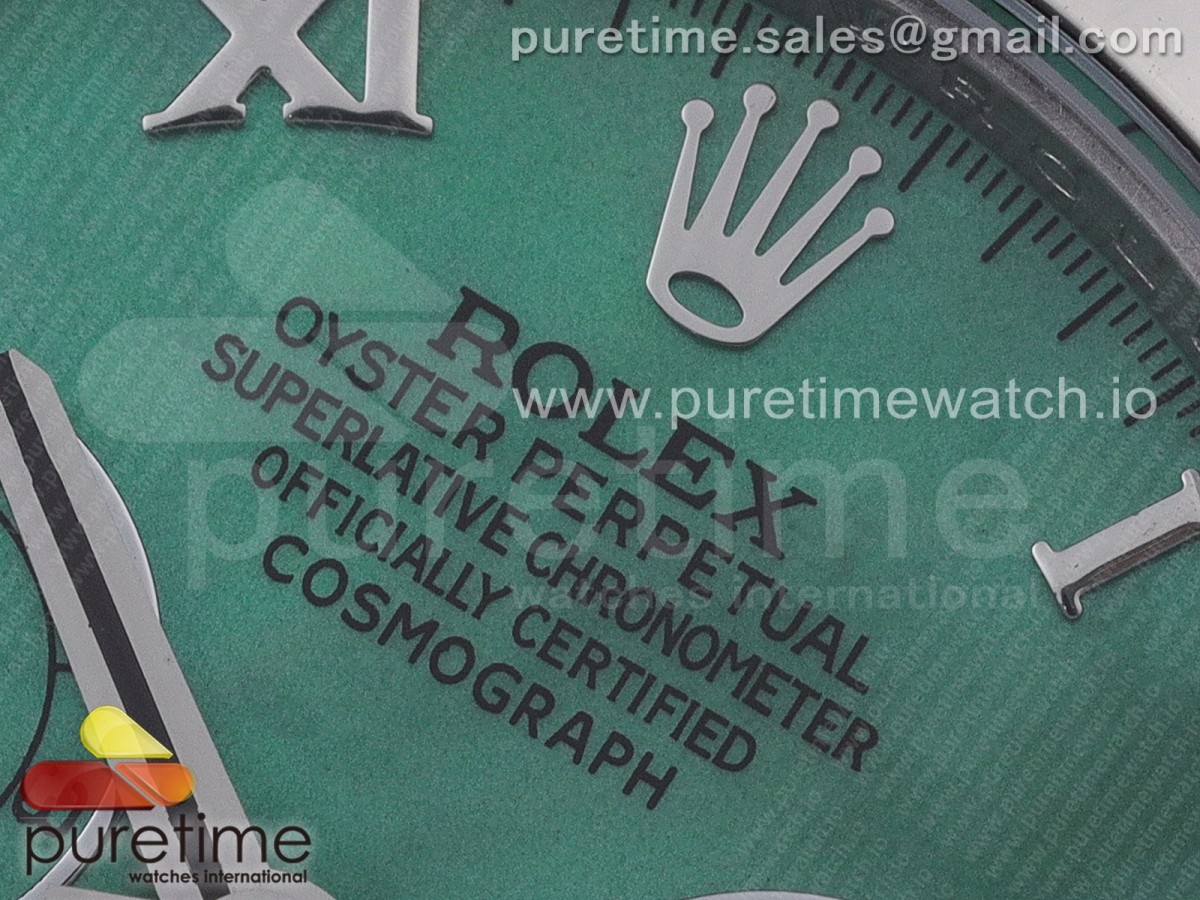 puretime.sales@gmail.com
XI
ROLEX
OYSTER PERPETUAL
SUPERLATIVE CHRONOMETER
OFFICIALLY CERTIFIED
COSMOGRAPH
www.puretimewatch.io
puretime
watches international
I
puretime
watches international